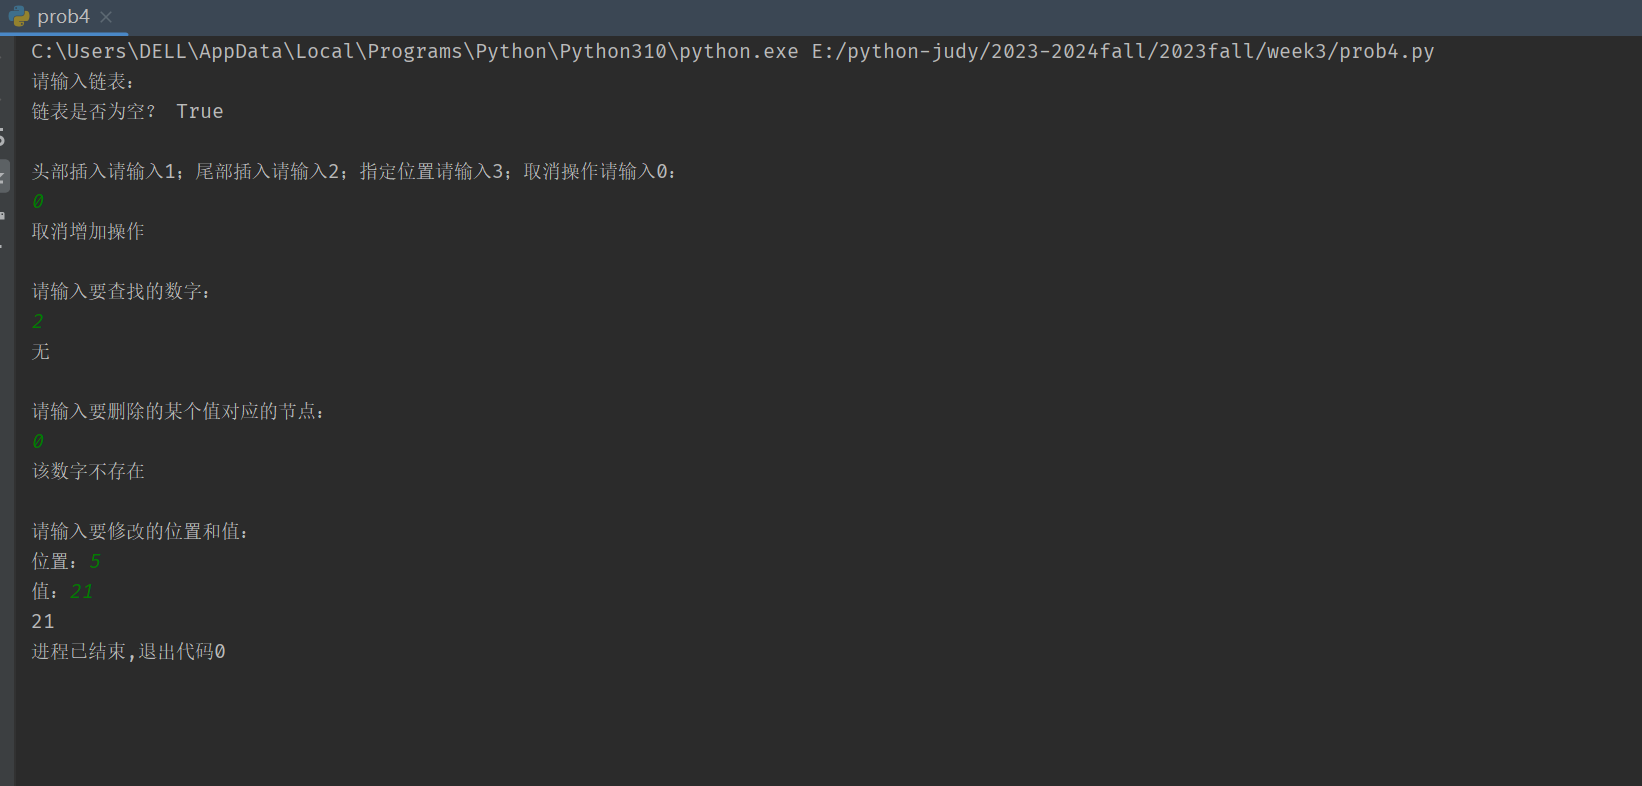 prob4
C:\Users\DELL\AppData\Local\Programs\Python\Python310\python.exe E:/python-judy/2023-2024fall/2023fall/week3/prob4.py
请输入链表：
链表是否为空？ True
头部插入请输入1；尾部插入请输入2；指定位置请输入3；取消操作请输入0：
0
取消增加操作
请输入要查找的数字：
2
无
请输入要删除的某个值对应的节点：
0
该数字不存在
请输入要修改的位置和值：
位置：5
值：21
21
进程已结束,退出代码0